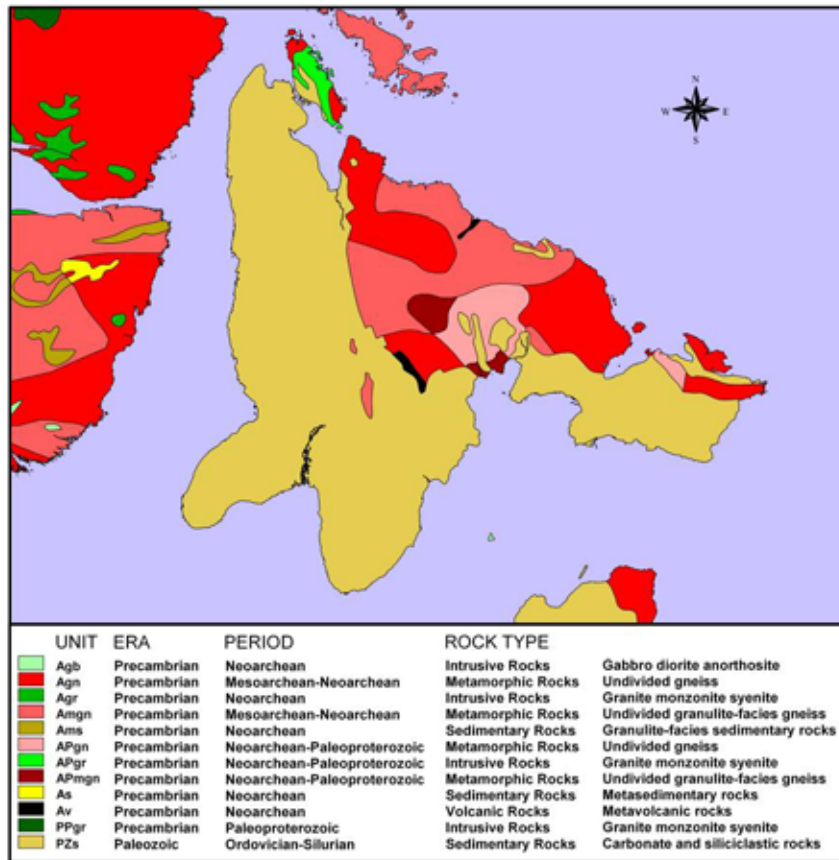 N
W E
S
UNIT ERA PERIOD ROCK TYPE
Agb Precambrian Neoarchean Intrusive Rocks Gabbro diorite anorthosite
Agn Precambrian Mesoarchean-Neoarchean Metamorphic Rocks Undivided gneiss
Agr Precambrian Neoarchean Intrusive Rocks Granite monzonite syenite
Amgn Precambrian Mesoarchean-Neoarchean Metamorphic Rocks Undivided granulite-facies gneiss
Ams Precambrian Neoarchean Sedimentary Rocks Granulite-facies sedimentary rocks
APgn Precambrian Neoarchean-Paleoproterozoic Metamorphic Rocks Undivided gneiss
APgr Precambrian Neoarchean-Paleoproterozoic Intrusive Rocks Granite monzonite syenite
APmgn Precambrian Neoarchean-Paleoproterozoic Metamorphic Rocks Undivided granulite-facies gneiss
As Precambrian Neoarchean Sedimentary Rocks Metasedimentary rocks
Av Precambrian Neoarchean Volcanic Rocks Metavolcanic rocks
PPgr Precambrian Paleoproterozoic Intrusive Rocks Granite monzonite syenite
PZs Paleozoic Ordovician-Silurian Sedimentary Rocks Carbonate and siliciclastic rocks